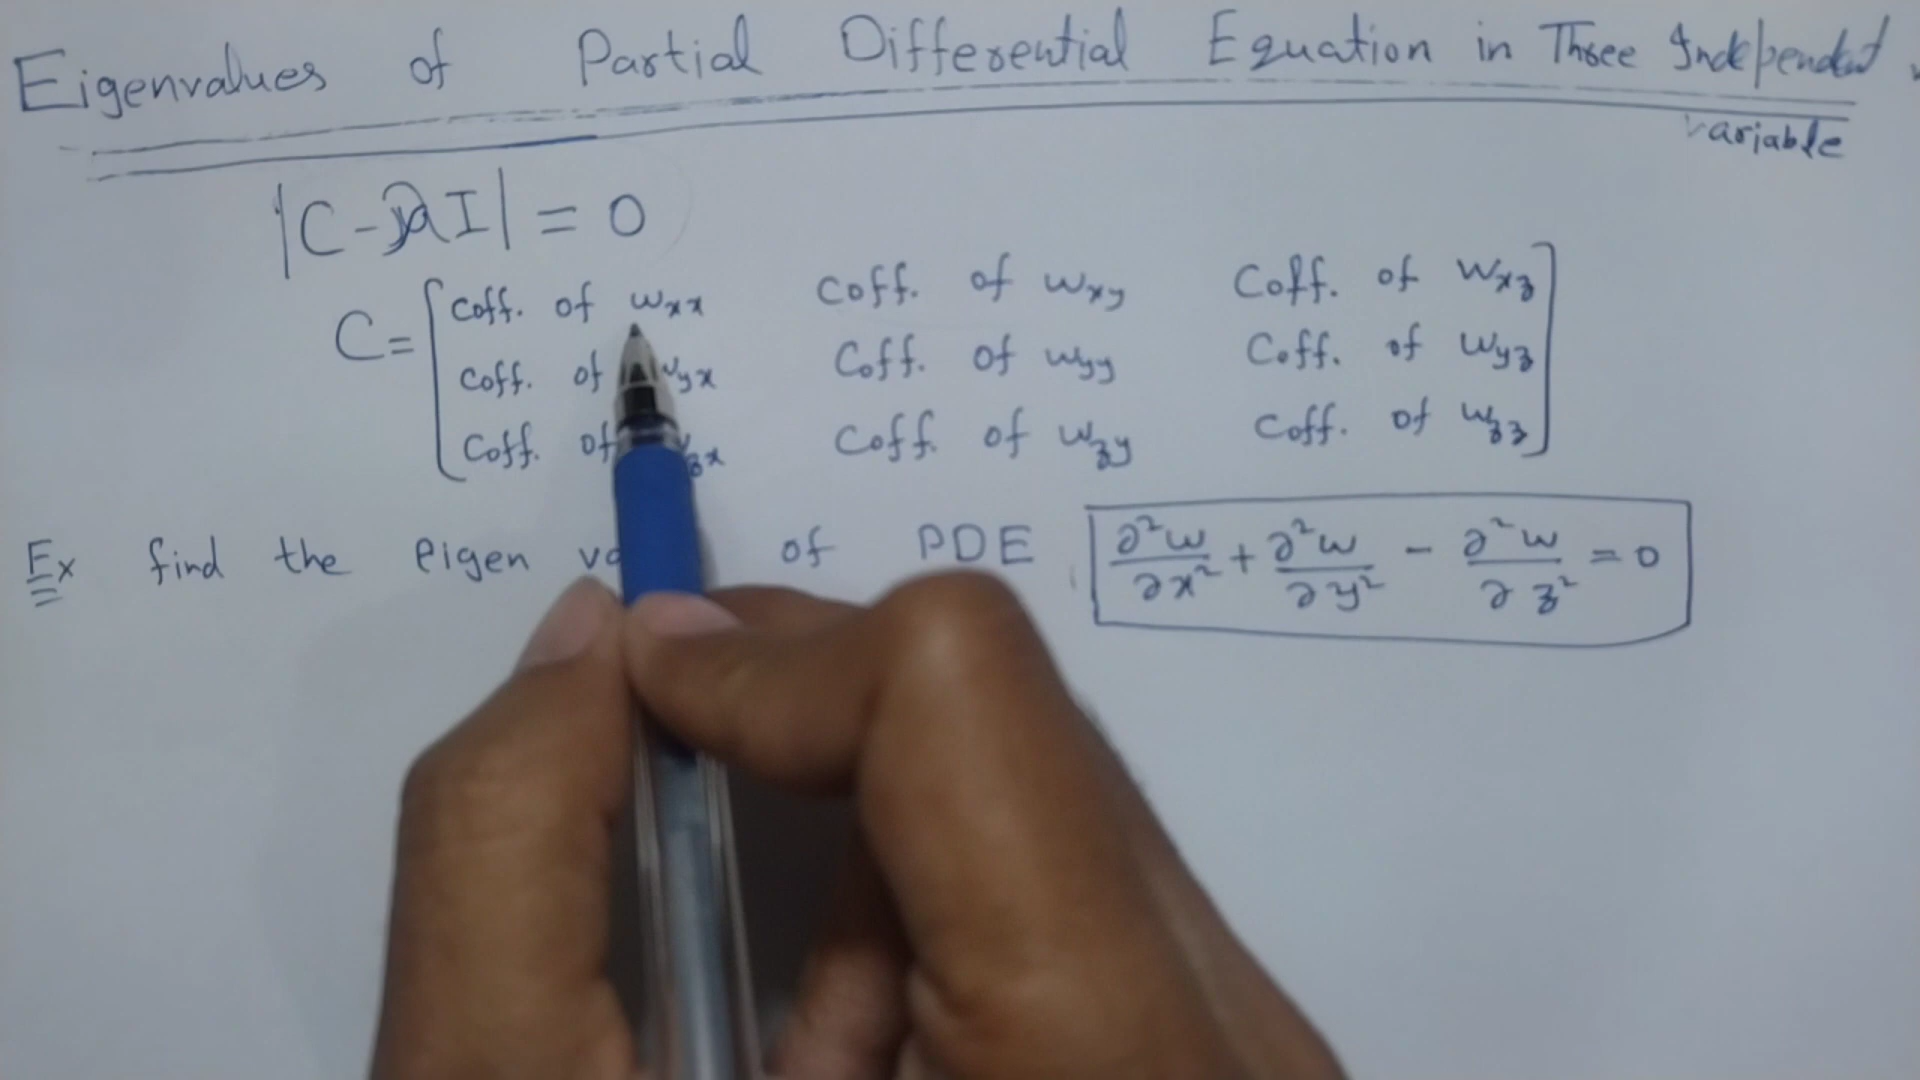 Eigenvalues of Partial Differential Equation in Three Independent
variable
|C-λI| = 0
C= [Coff. of wxx Coff. of wxy Coff. of wxz
Coff. of wyx Coff. of wyy Coff. of wyz
Coff. of wzx Coff. of wzy Coff. of wzz]
Ex find the eigen of PDE ∂²w/∂x² + ∂²w/∂y² - ∂²w/∂z² = 0